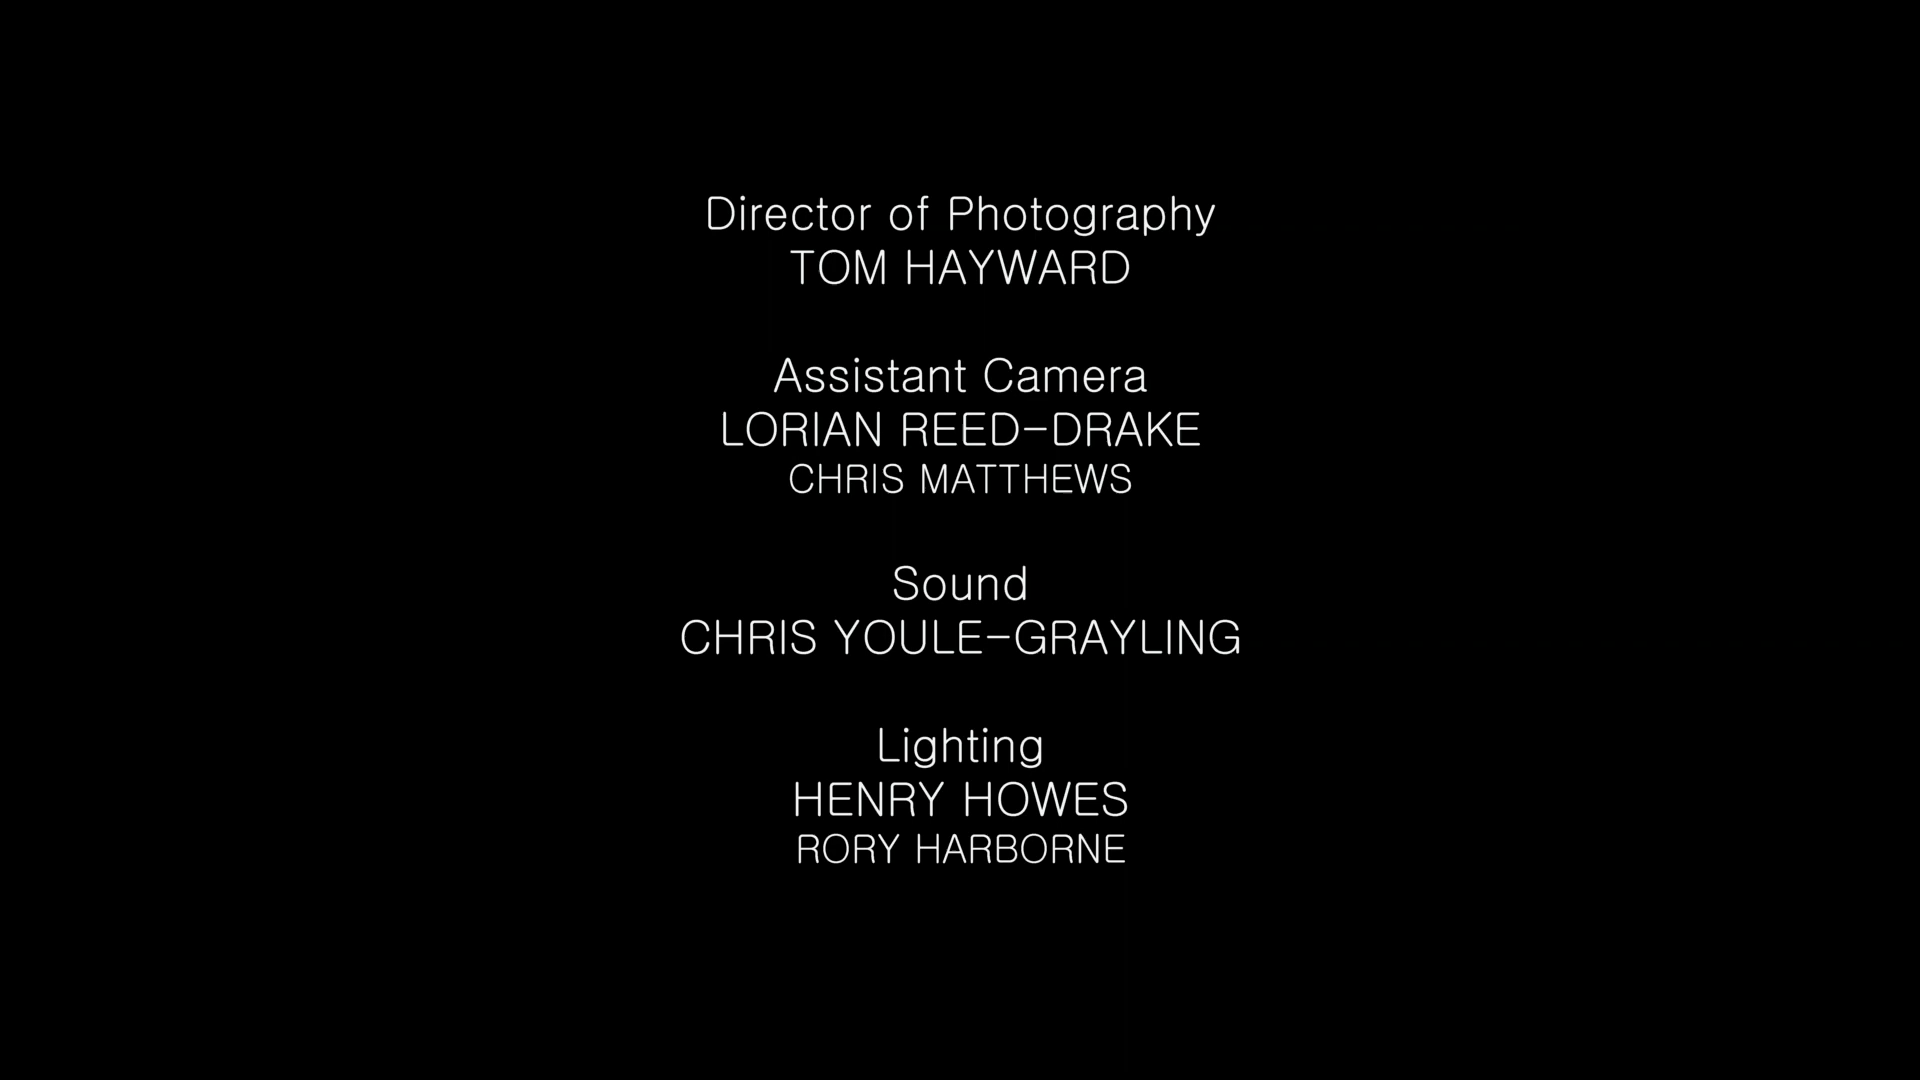 Director of Photography
TOM HAYWARD
Assistant Camera
LORIAN REED-DRAKE
CHRIS MATTHEWS
Sound
CHRIS YOULE-GRAYLING
Lighting
HENRY HOWES
RORY HARBORNE